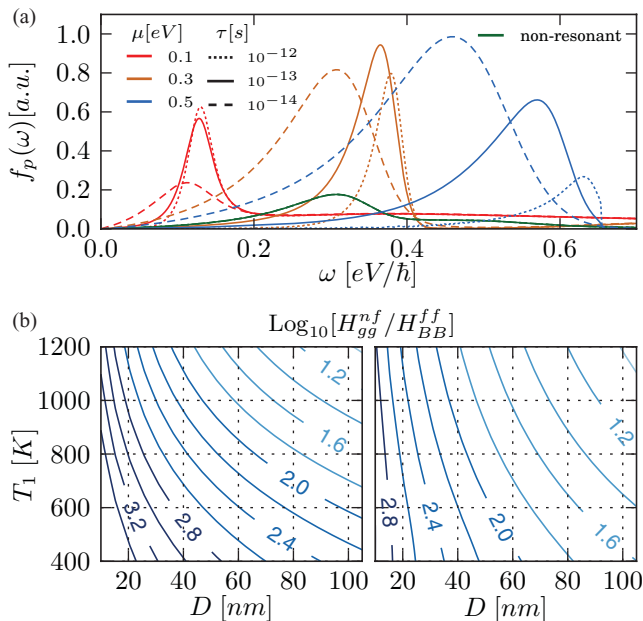 (a)
μ[eV] τ[s] non-resonant
0.1 10⁻¹²
0.3 10⁻¹³
0.5 10⁻¹⁴
f_p(ω)[a.u.]
1.0
0.8
0.6
0.4
0.2
0.0
0.0 0.2 0.4 0.6
ω [eV/ħ]
(b)
Log₁₀[H_gg^nf/H_BB^ff]
T₁ [K]
1200
1000
800
600
400
1.2
1.6
2.0
2.4
2.8
3.2
1.2
1.6
2.0
2.4
2.8
20 40 60 80 100 20 40 60 80 100
D [nm] D [nm]